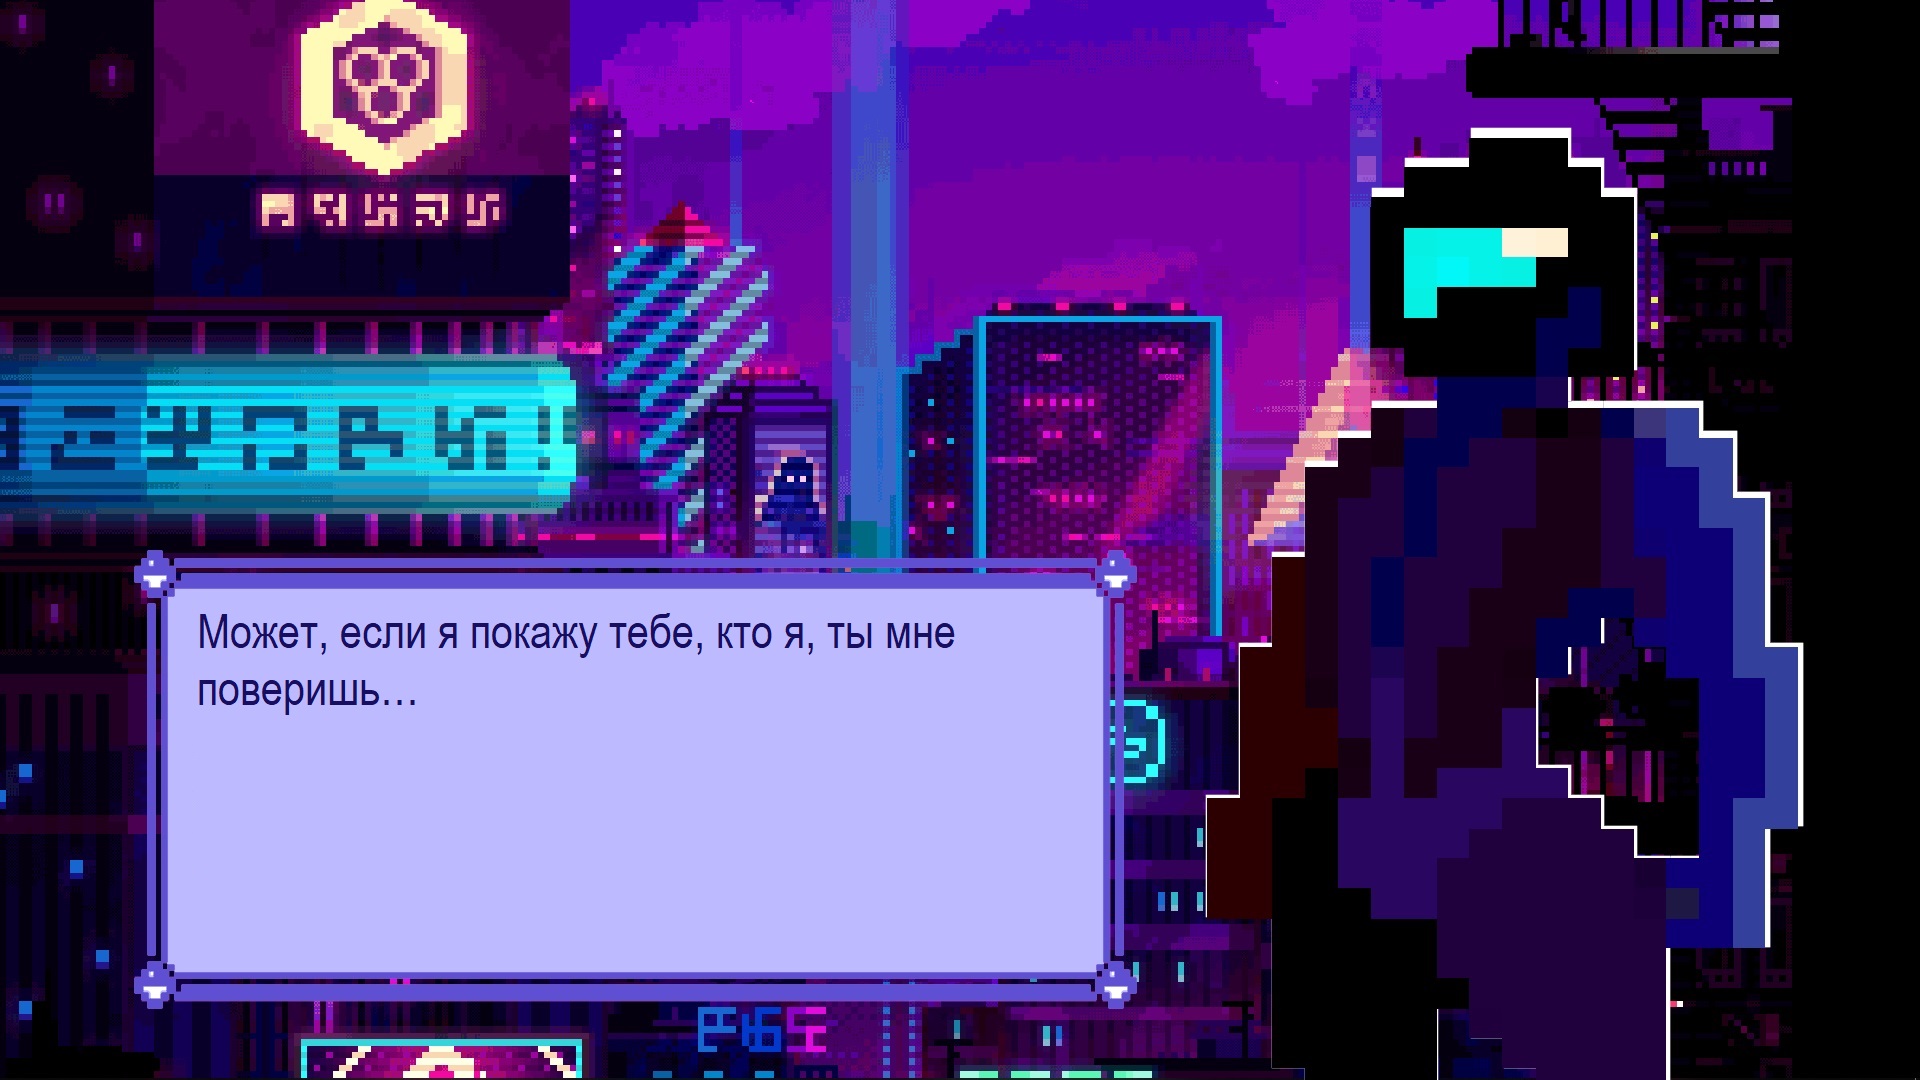 Может, если я покажу тебе, кто я, ты мне
поверишь…